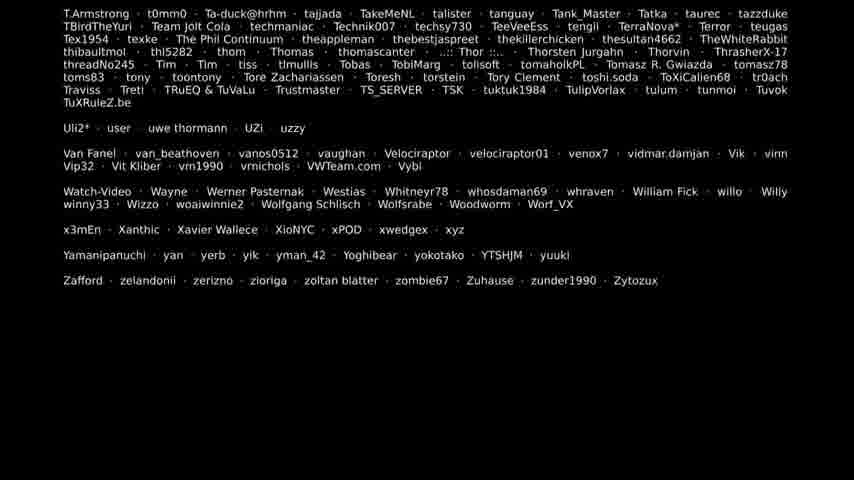 T.Armstrong · t0mm0 · Ta-duck@hrhm · tajjada · TakeMeNL · talister · tanguay · Tank_Master · Tatka · taurec · tazzduke
TBirdTheYuri · Team Jolt Cola · techmaniac · Technik007 · techsy730 · TeeVeeEss · tengli · TerraNova* · Terror · teugas
Tex1954 · texke · The Phil Continuum · theappleman · thebestjaspreet · thekillerchicken · thesultan4662 · TheWhiteRabbit
thibaultmol · thl5282 · thom · Thomas · thomascanter · ..::: Thor :::.. · Thorsten Jurgahn · Thorvin · ThrasherX-17
threadNo245 · Tim · Tim · tiss · tlmullis · Tobas · TobiMarg · tolisoft · tomaholkPL · Tomasz R. Gwiazda · tomasz78
toms83 · tony · toontony · Tore Zachariassen · Toresh · torstein · Tory Clement · toshi.soda · ToXiCalien68 · tr0ach
Traviss · Treti · TRuEQ & TuVaLu · Trustmaster · TS_SERVER · TSK · tuktuk1984 · TulipVorlax · tulum · tunmoi · Tuvok
TuXRuleZ.be
Uli2* · user · uwe thormann · UZi · uzzy
Van Fanel · van_beathoven · vanos0512 · vaughan · Velociraptor · velociraptor01 · venox7 · vidmar.damjan · Vik · vinn
Vip32 · Vit Kliber · vm1990 · vrnichols · VWTeam.com · Vybl
Watch-Video · Wayne · Werner Pasternak · Westias · Whitneyr78 · whosdaman69 · whraven · William Fick · willo · Willy
winny33 · Wizzo · woaiwinnie2 · Wolfgang Schlisch · Wolfsrabe · Woodworm · Worf_VX
x3mEn · Xanthic · Xavier Wallece · XioNYC · xPOD · xwedgex · xyz
Yamanipanuchi · yan · yerb · yik · yman_42 · Yoghibear · yokotako · YTSHJM · yuuki
Zafford · zelandonii · zerizno · zioriga · zoltan blatter · zombie67 · Zuhause · zunder1990 · Zytozux